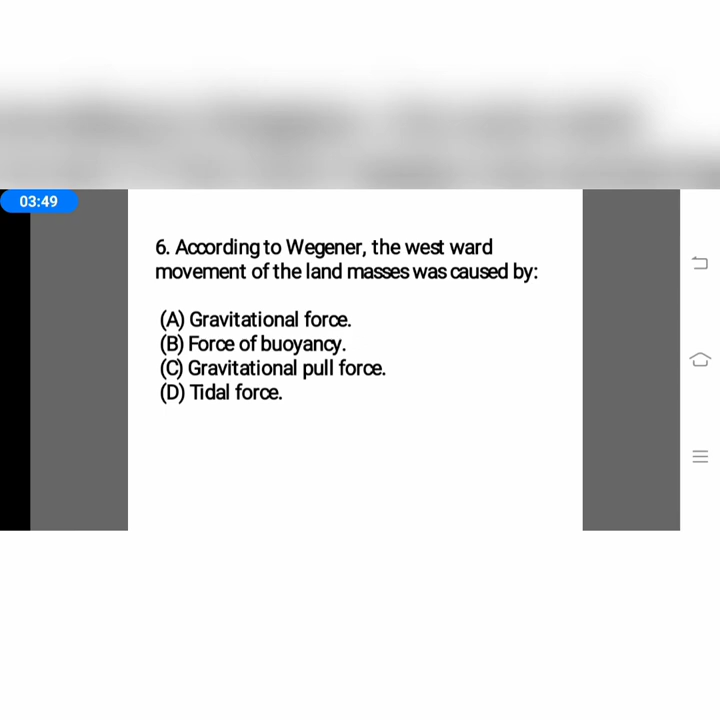 03:49
6. According to Wegener, the west ward
movement of the land masses was caused by:
(A) Gravitational force.
(B) Force of buoyancy.
(C) Gravitational pull force.
(D) Tidal force.